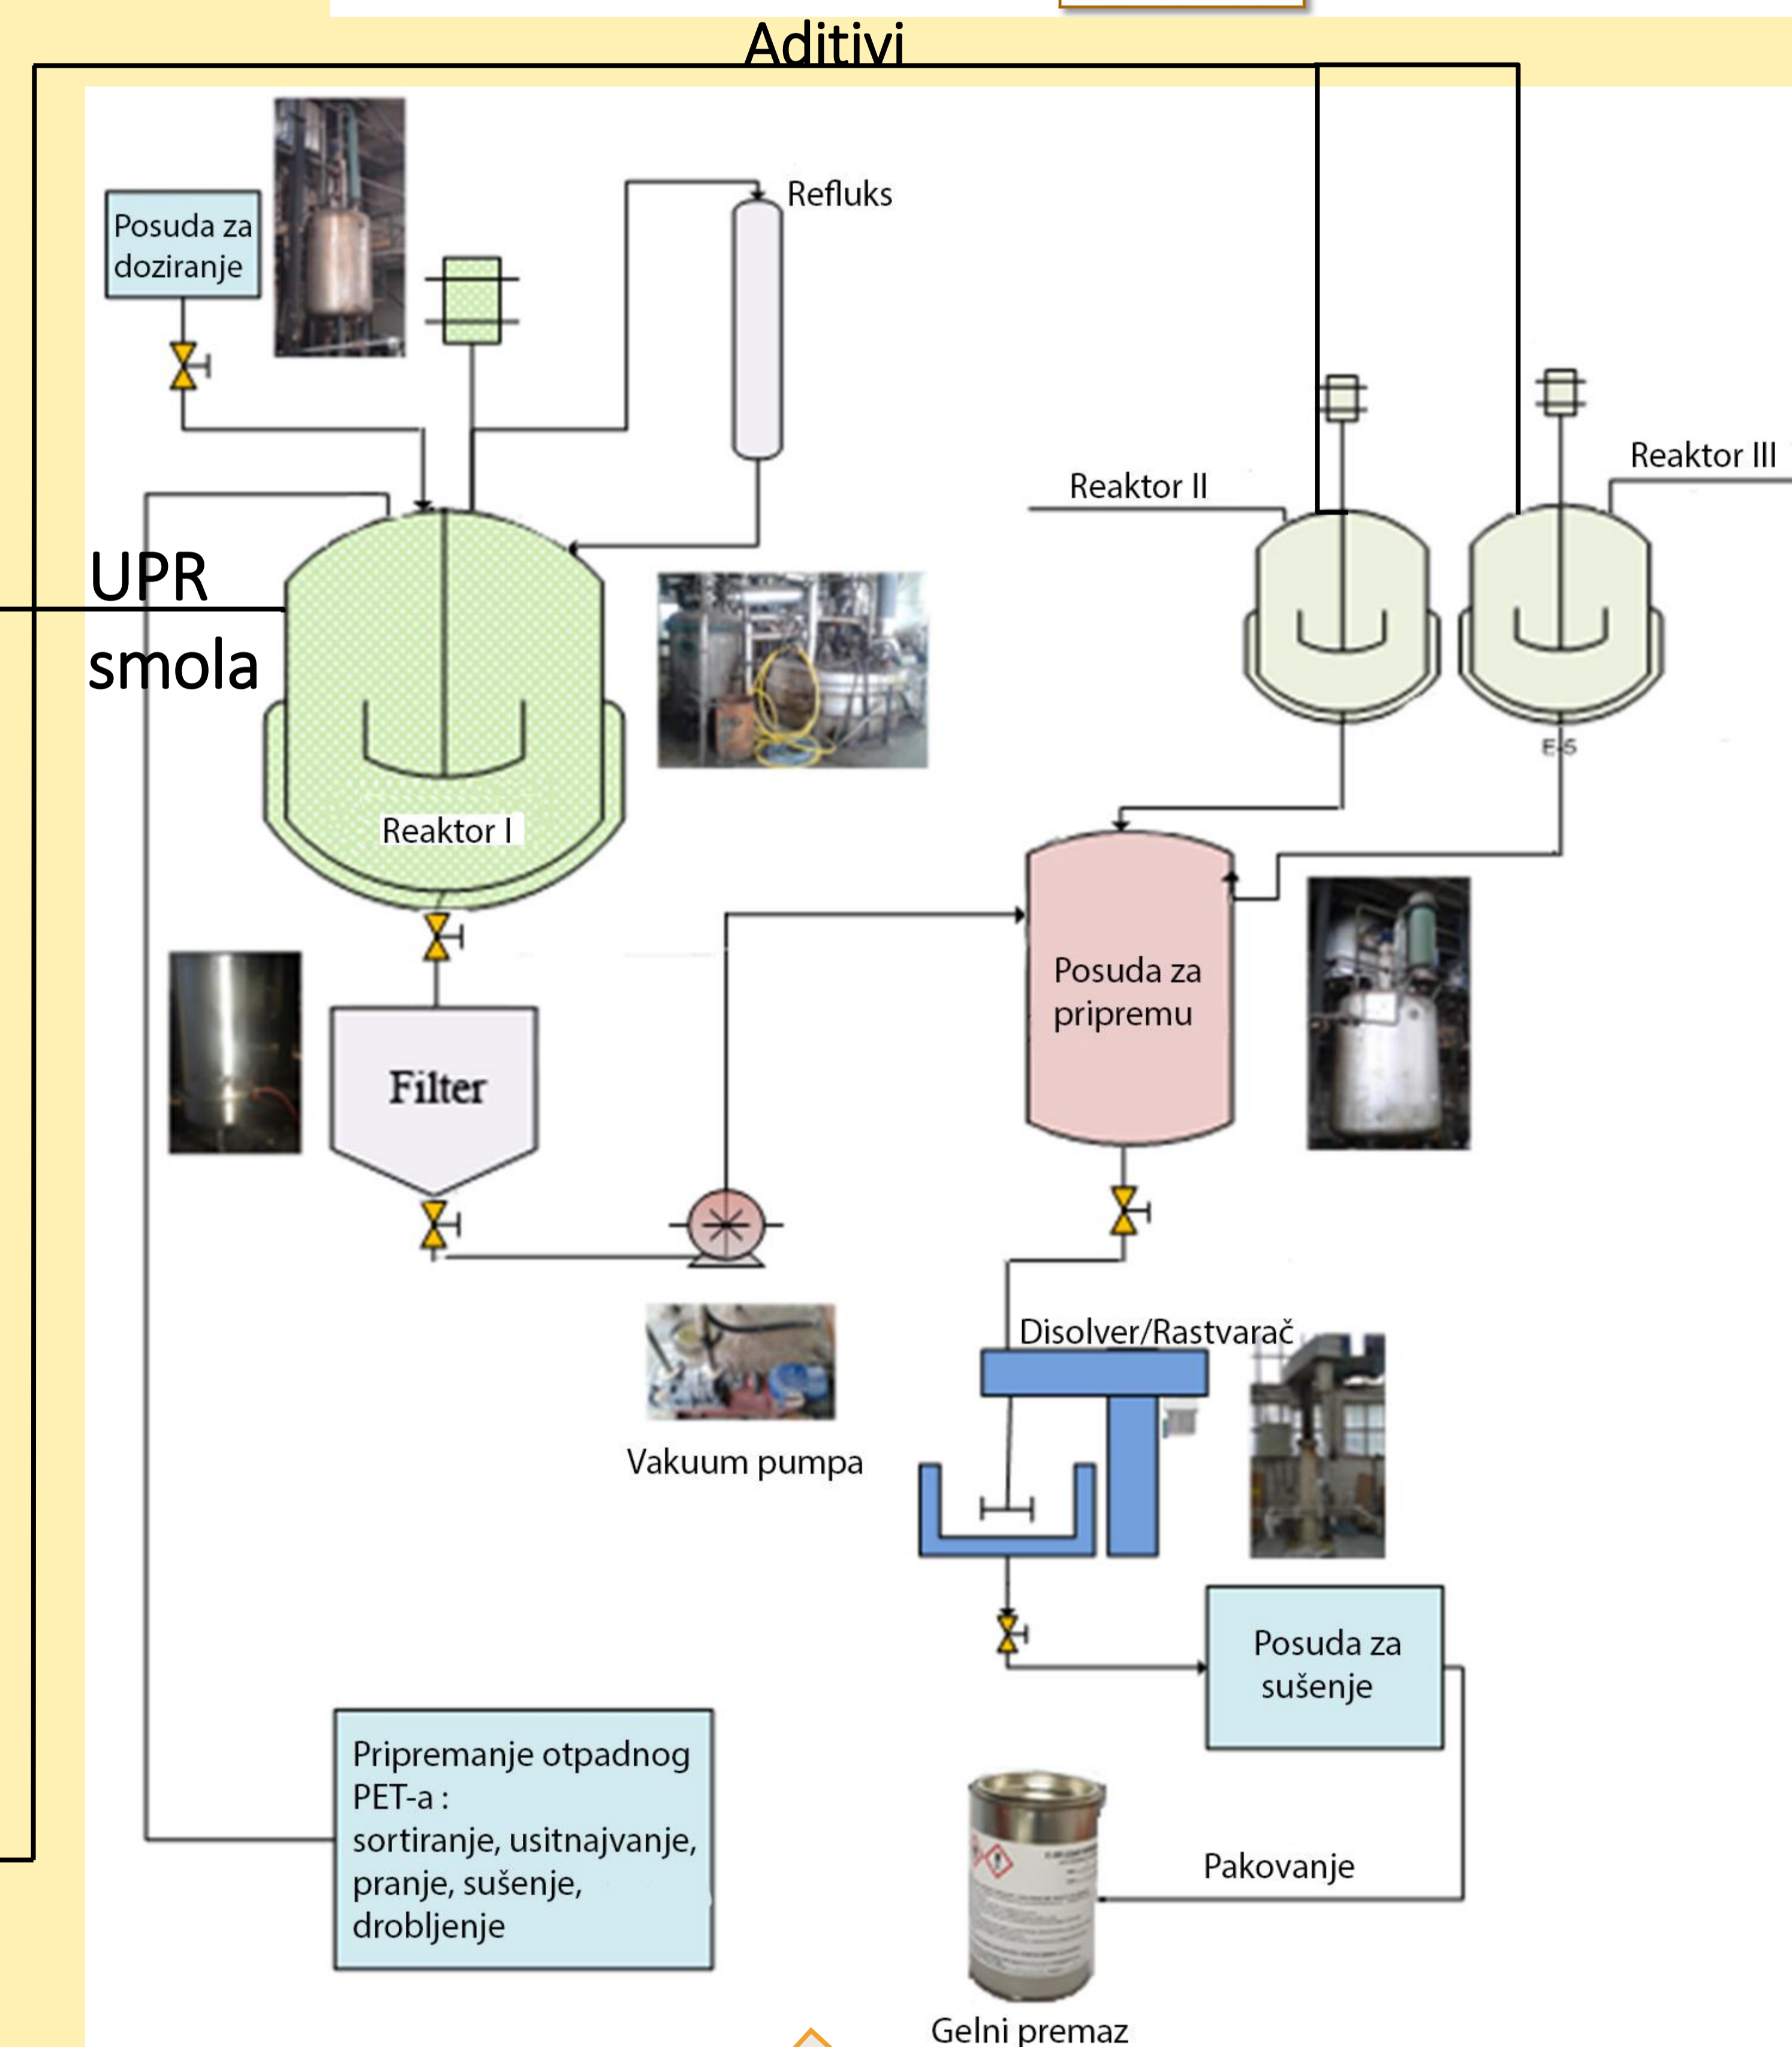 Aditivi
Posuda za
doziranje
Refluks
Reaktor II
Reaktor III
UPR
smola
E-5
Reaktor I
Posuda za
pripremu
Filter
Disolver/Rastvarač
Vakuum pumpa
Posuda za
sušenje
Pripremanje otpadnog
PET-a :
sortiranje, usitnajvanje,
pranje, sušenje,
drobljenje
Pakovanje
Gelni premaz